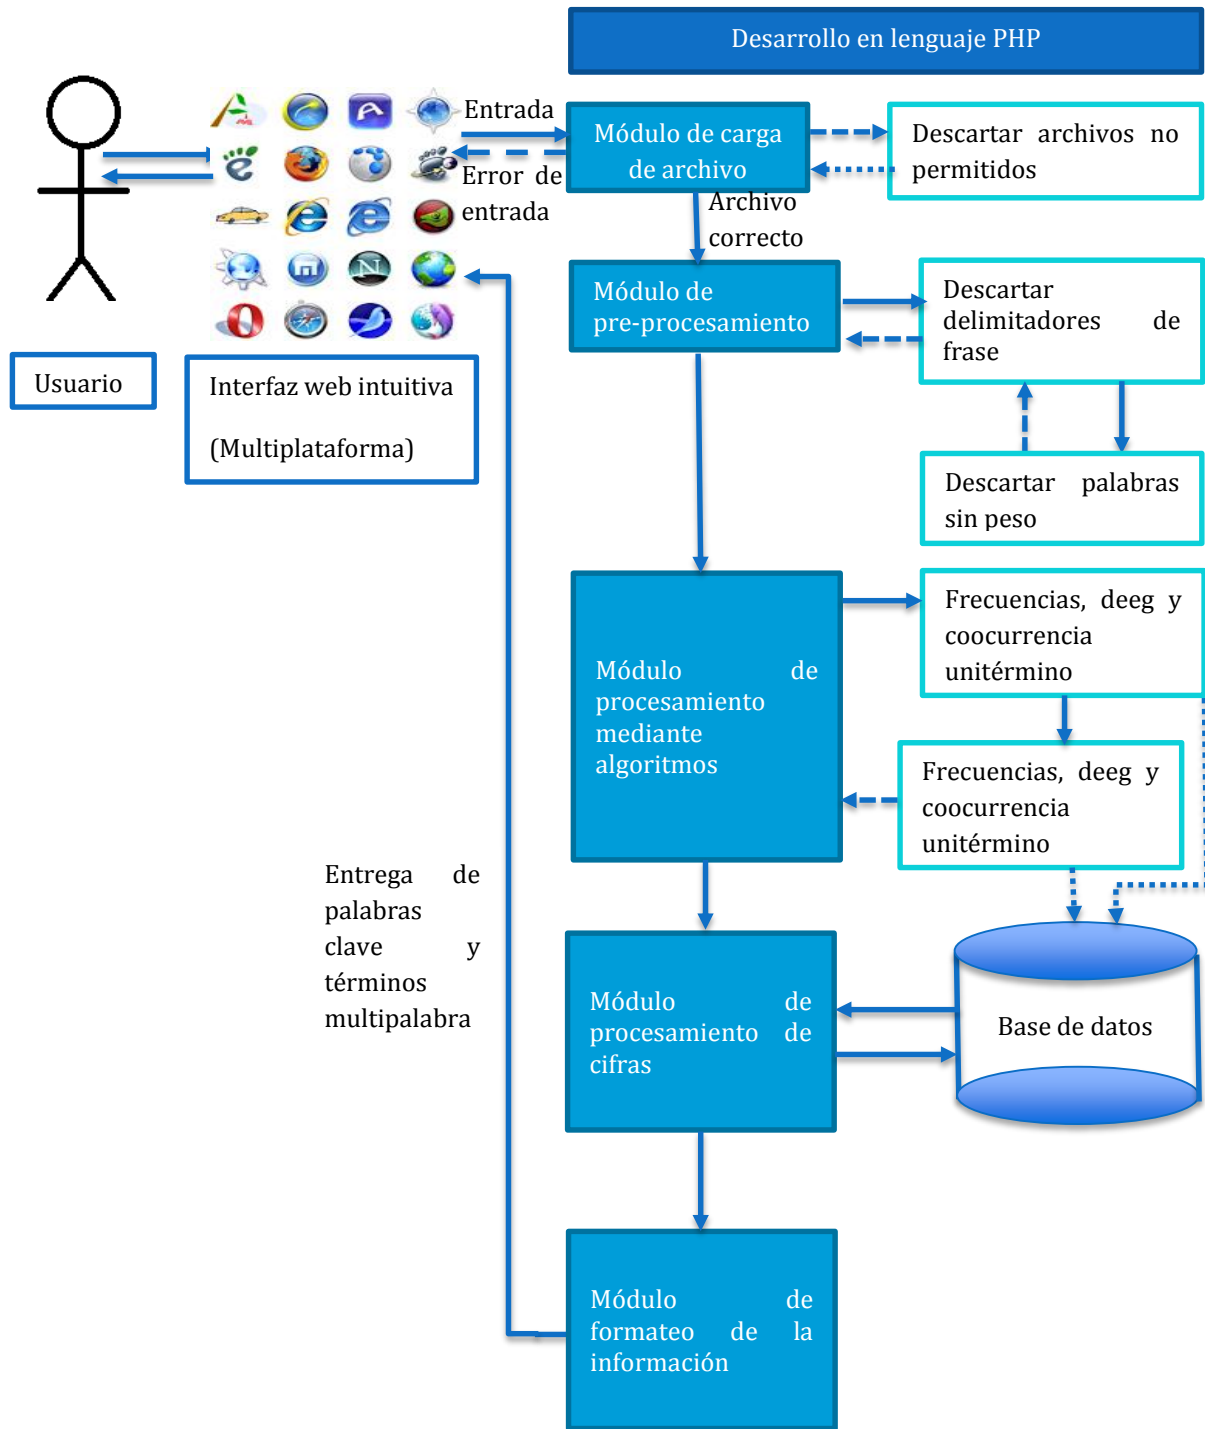 Desarrollo en lenguaje PHP
Entrada
Error de
entrada
Módulo de carga
de archivo
Descartar archivos no
permitidos
Archivo
correcto
Módulo de
pre-procesamiento
Descartar
delimitadores de
frase
Usuario
Interfaz web intuitiva
(Multiplataforma)
Descartar palabras
sin peso
Frecuencias, deeg y
coocurrencia
unitérmino
Módulo de
procesamiento
mediante
algoritmos
Frecuencias, deeg y
coocurrencia
unitérmino
Entrega de
palabras
clave y
términos
multipalabra
Módulo de
procesamiento de
cifras
Base de datos
Módulo de
formateo de la
información